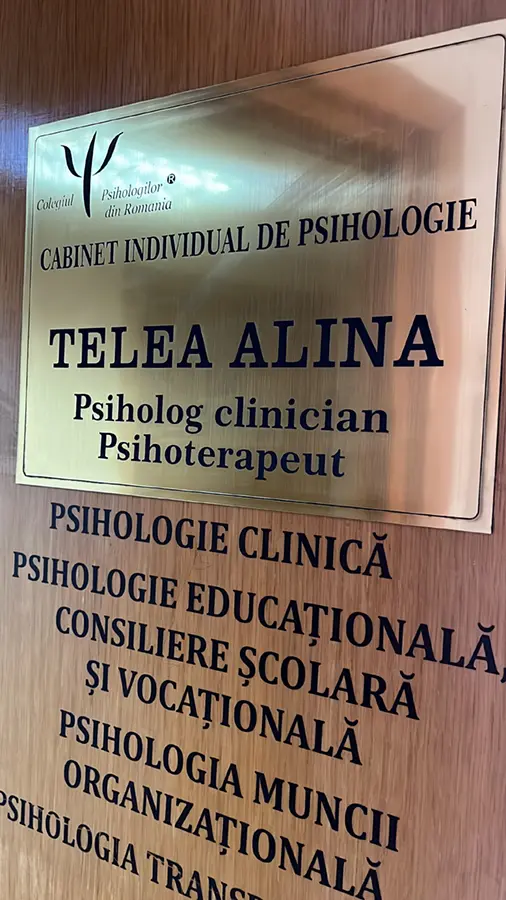 Colegiul Psihologilor ®
din Romania
CABINET INDIVIDUAL DE PSIHOLOGIE
TELEA ALINA
Psiholog clinician
Psihoterapeut
PSIHOLOGIE CLINICĂ
PSIHOLOGIE EDUCAȚIONALĂ,
CONSILIERE ȘCOLARĂ
ȘI VOCAȚIONALĂ
PSIHOLOGIA MUNCII
ORGANIZAȚIONALĂ
PSIHOLOGIA